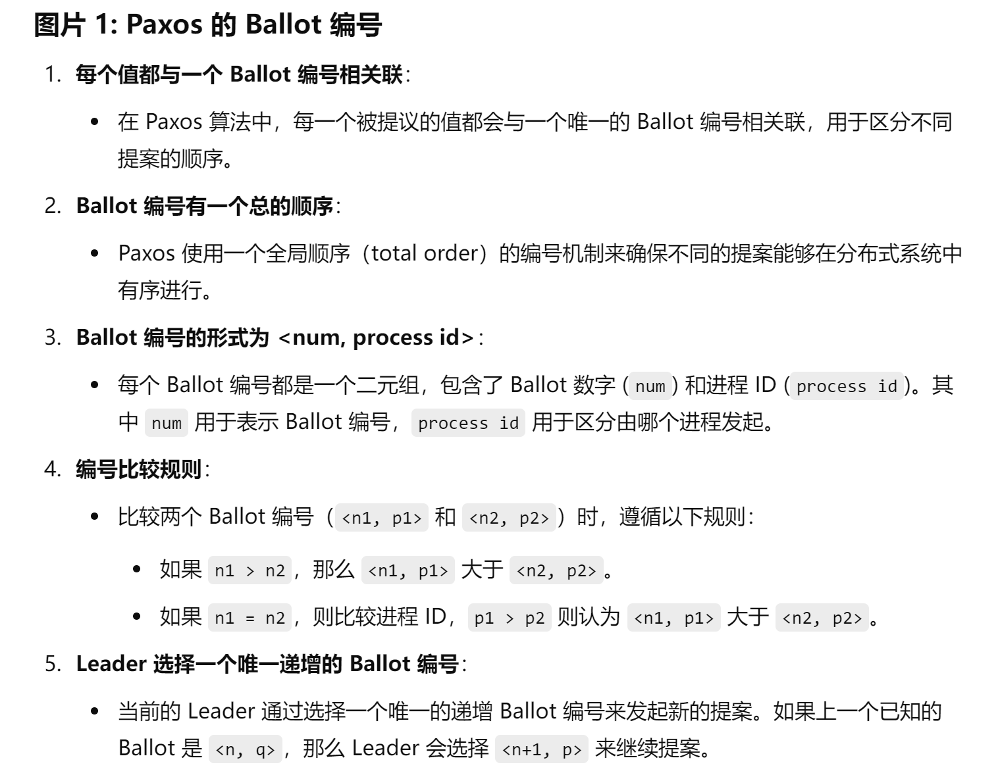 图片 1: Paxos 的 Ballot 编号
1. 每个值都与一个 Ballot 编号相关联：
• 在 Paxos 算法中，每一个被提议的值都会与一个唯一的 Ballot 编号相关联，用于区分不同
提案的顺序。
2. Ballot 编号有一个总的顺序：
• Paxos 使用一个全局顺序（total order）的编号机制来确保不同的提案能够在分布式系统中
有序进行。
3. Ballot 编号的形式为 <num, process id>：
• 每个 Ballot 编号都是一个二元组，包含了 Ballot 数字 (num) 和进程 ID (process id)。其
中 num 用于表示 Ballot 编号，process id 用于区分由哪个进程发起。
4. 编号比较规则：
• 比较两个 Ballot 编号（<n1, p1> 和 <n2, p2>）时，遵循以下规则：
• 如果 n1 > n2，那么 <n1, p1> 大于 <n2, p2>。
• 如果 n1 = n2，则比较进程 ID，p1 > p2 则认为 <n1, p1> 大于 <n2, p2>。
5. Leader 选择一个唯一递增的 Ballot 编号：
• 当前的 Leader 通过选择一个唯一的递增 Ballot 编号来发起新的提案。如果上一个已知的
Ballot 是 <n, q>，那么 Leader 会选择 <n+1, p> 来继续提案。